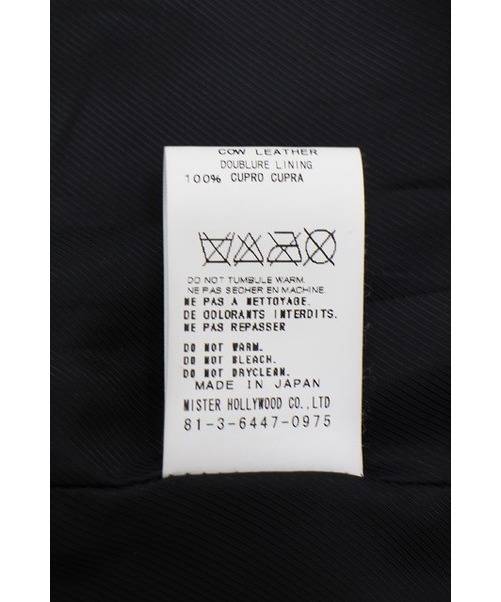 COW LEATHER
DOUBLURE LINING
100% CUPRO CUPRA
DO NOT TUMBULE WARM.
NE PAS SECHER EN MACHINE.
NE PAS A NETTOYAGE.
DE COLORANTS INTERDITS.
NE PAS REPASSER
DO NOT WARM.
DO NOT BLEACH.
DO NOT DRYCLEAN.
MADE IN JAPAN
MISTER HOLLYWOOD CO.,LTD
81-3-6447-0975